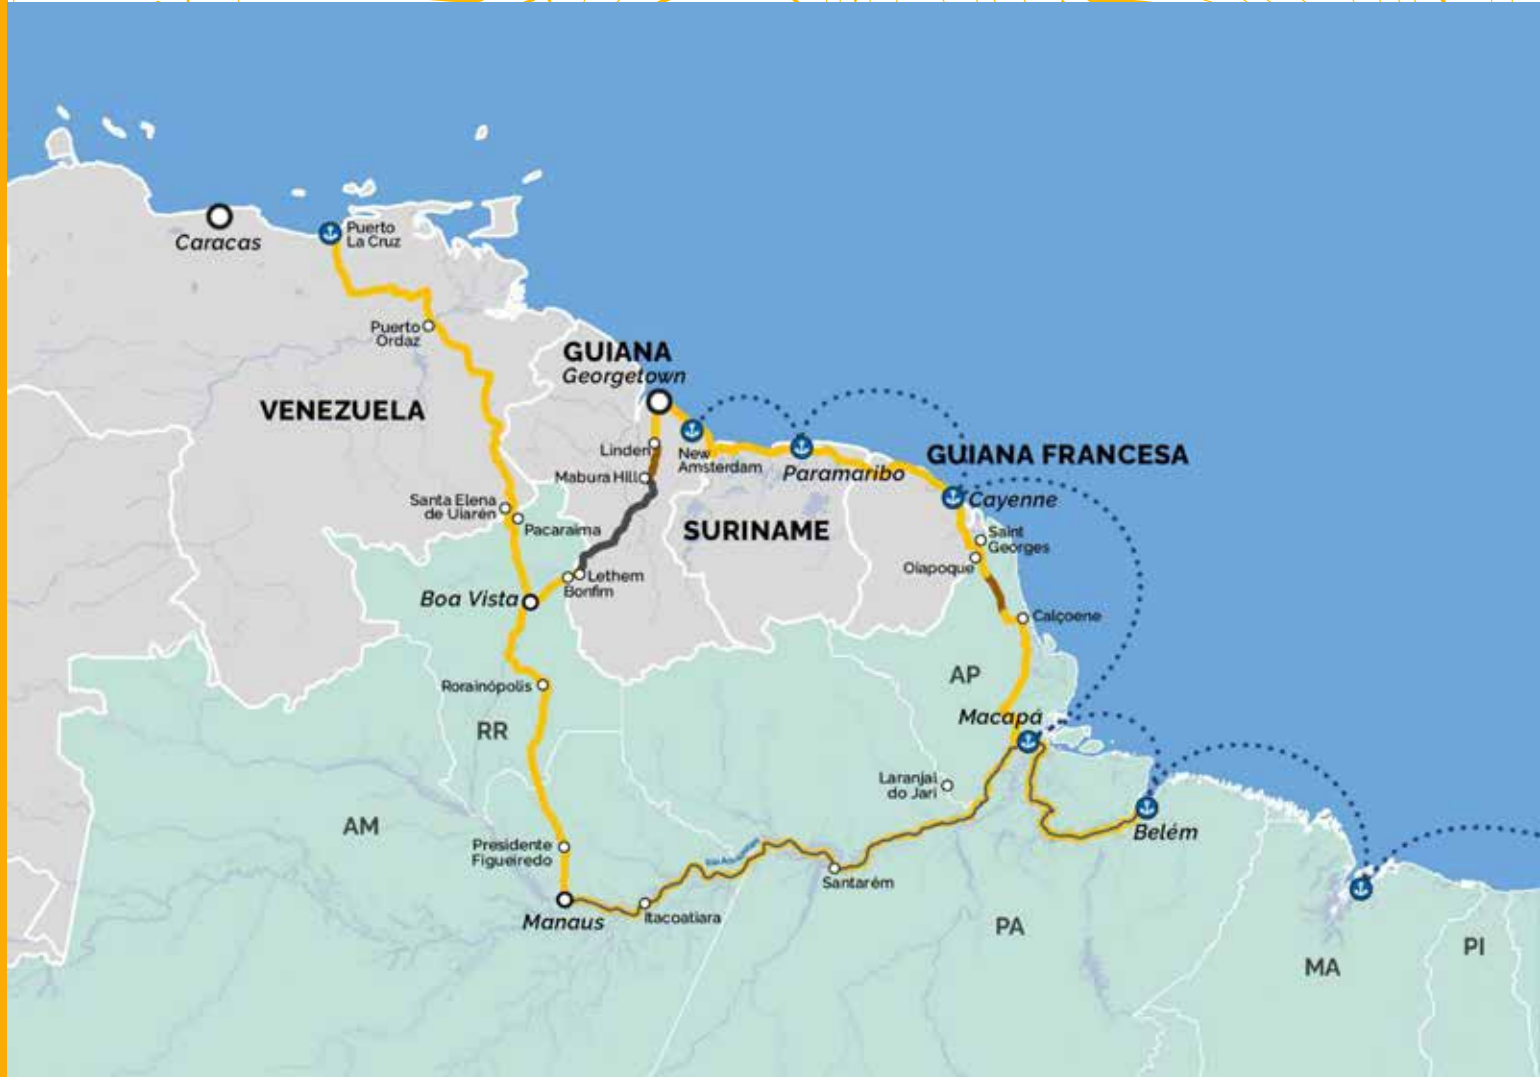 Puerto
La Cruz
Caracas
Puerto
Ordaz
GUIANA
Georgetown
VENEZUELA
Linden
New
Amsterdam
GUIANA FRANCESA
Mabura Hill
Paramaribo
Cayenne
Santa Elena
de Uiarén
Pacaraima
SURINAME
Saint
Georges
Oiapoque
Lethem
Bonfim
Boa Vista
Calçoene
AP
Rorainópolis
Macapá
RR
Laranjal
do Jari
AM
Belém
Presidente
Figueiredo
Santarém
Manaus
Itacoatiara
PA
MA
PI